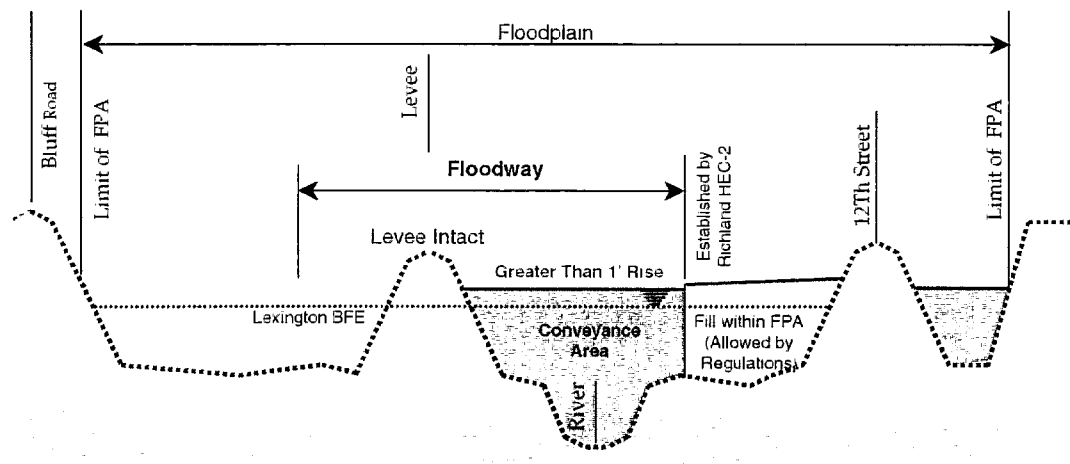 Floodplain
Bluff Road
Limit of FPA
Levee
Floodway
Established by
Richland HEC-2
12Th Street
Limit of FPA
Levee Intact
Greater Than 1' Rise
Lexington BFE
Conveyance
Area
Fill within FPA
(Allowed by
Regulations)
River